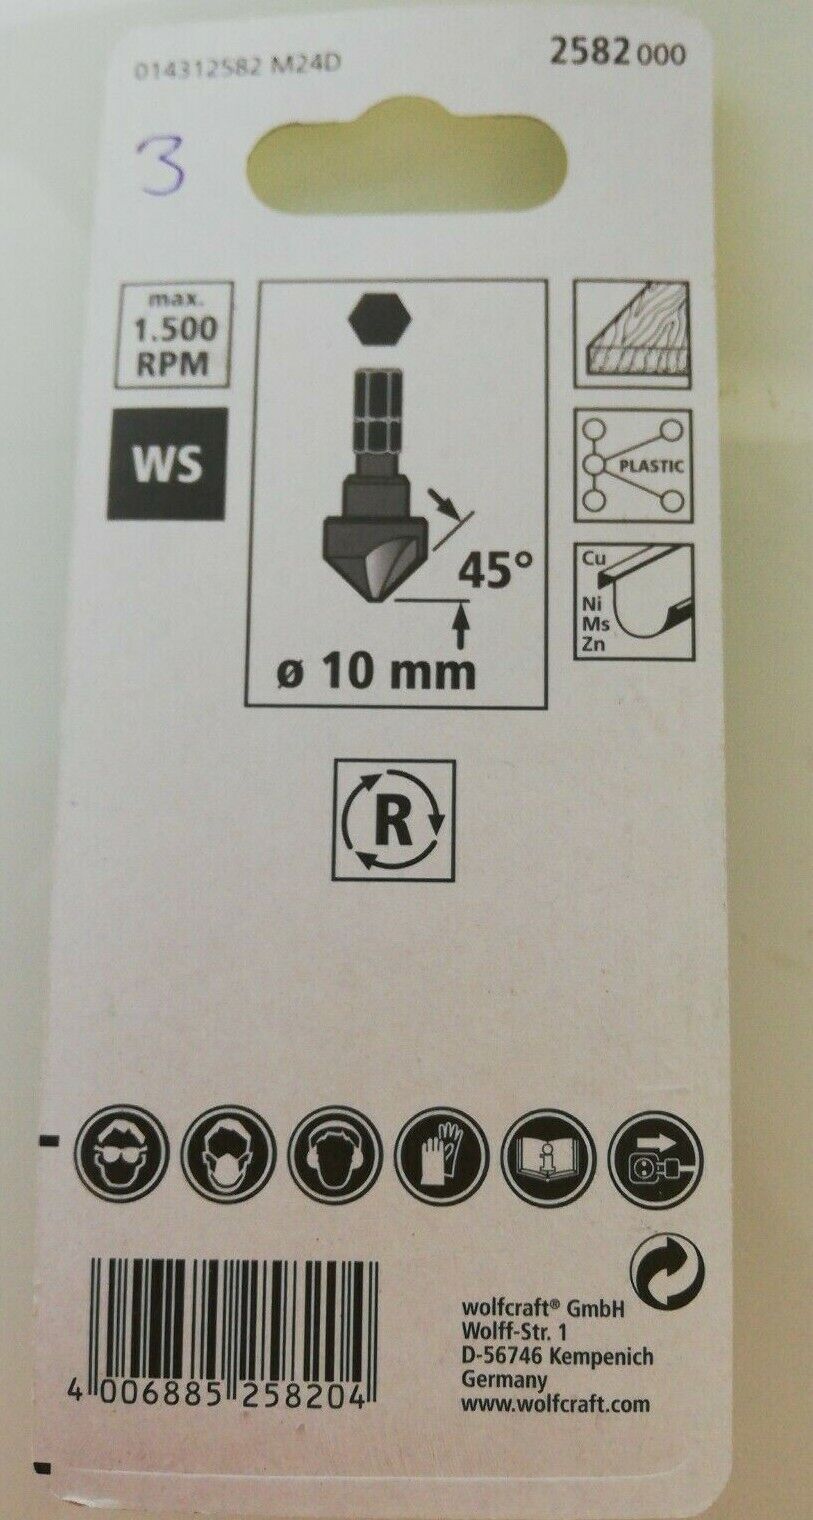 014312582 M24D
2582 000
3
max.
1.500
RPM
WS
45°
ø 10 mm
PLASTIC
Cu
Ni
Ms
Zn
R
i
4 006885 258204
wolfcraft® GmbH
Wolff-Str. 1
D-56746 Kempenich
Germany
www.wolfcraft.com